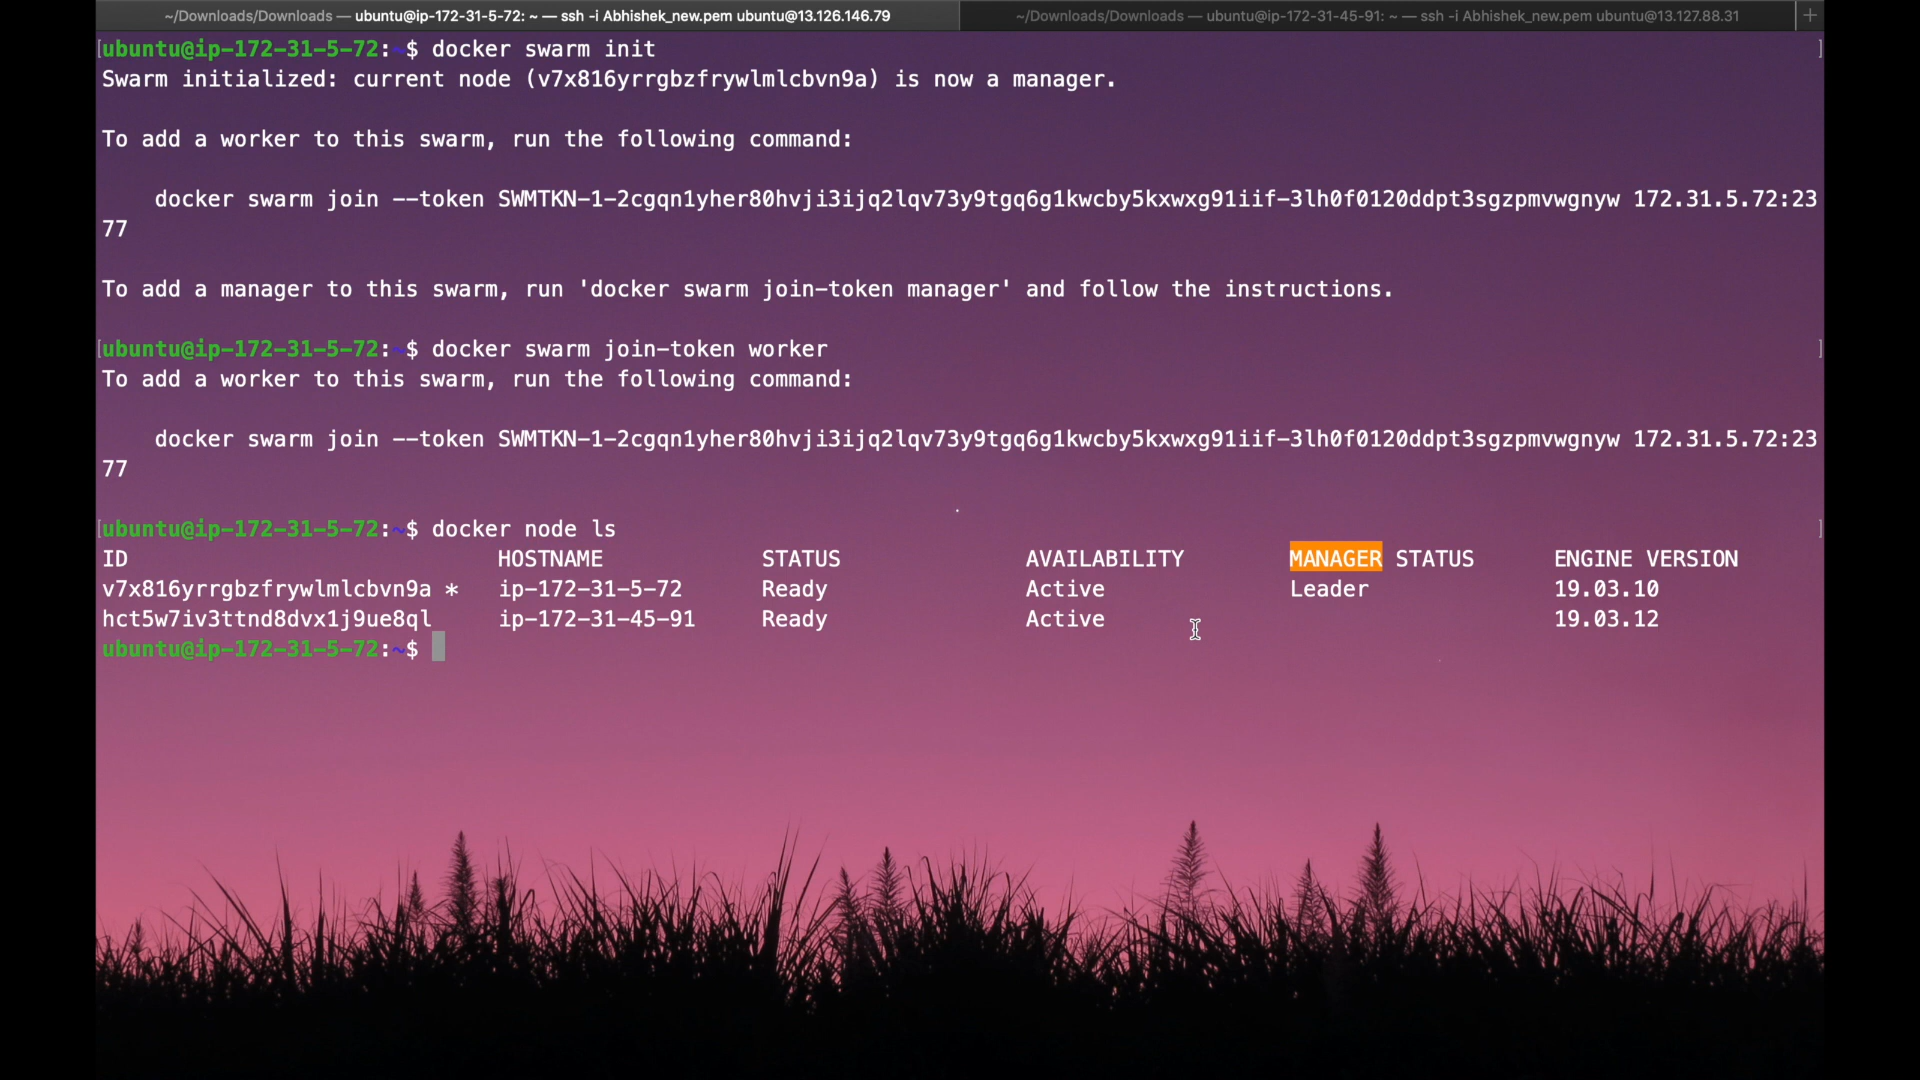 ~/Downloads/Downloads — ubuntu@ip-172-31-5-72: ~ — ssh -i Abhishek_new.pem ubuntu@13.126.146.79 ~/Downloads/Downloads — ubuntu@ip-172-31-45-91: ~ — ssh -i Abhishek_new.pem ubuntu@13.127.88.31 +
[ubuntu@ip-172-31-5-72:~$ docker swarm init ]
Swarm initialized: current node (v7x816yrrgbzfrywlmlcbvn9a) is now a manager.
To add a worker to this swarm, run the following command:
docker swarm join --token SWMTKN-1-2cgqn1yher80hvji3ijq2lqv73y9tgq6g1kwcby5kxwxg91iif-3lh0f0120ddpt3sgzpmvwgnyw 172.31.5.72:23
77
To add a manager to this swarm, run 'docker swarm join-token manager' and follow the instructions.
[ubuntu@ip-172-31-5-72:~$ docker swarm join-token worker ]
To add a worker to this swarm, run the following command:
docker swarm join --token SWMTKN-1-2cgqn1yher80hvji3ijq2lqv73y9tgq6g1kwcby5kxwxg91iif-3lh0f0120ddpt3sgzpmvwgnyw 172.31.5.72:23
77
[ubuntu@ip-172-31-5-72:~$ docker node ls ]
ID HOSTNAME STATUS AVAILABILITY MANAGER STATUS ENGINE VERSION
v7x816yrrgbzfrywlmlcbvn9a * ip-172-31-5-72 Ready Active Leader 19.03.10
hct5w7iv3ttnd8dvx1j9ue8ql ip-172-31-45-91 Ready Active 19.03.12
ubuntu@ip-172-31-5-72:~$